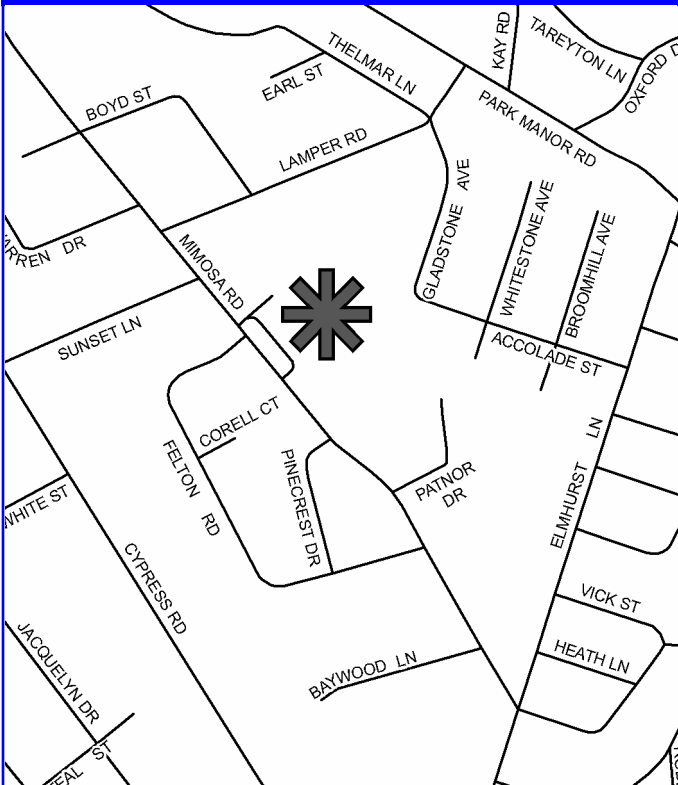 KAY RD
TAREYTON LN
THELMAR LN
EARL ST
PARK MANOR RD
BOYD ST
LAMPER RD
GLADSTONE AVE
WHITESTONE AVE
BROOMHILL AVE
MIMOSA RD
DR
SUNSET LN
ACCOLADE ST
CORELL CT
FELTON RD
PINECREST DR
PATNOR
DR
ELMHURST LN
WHITE ST
CYPRESS RD
VICK ST
HEATH LN
BAYWOOD LN
JACQUELYN DR
ST
OXFORD